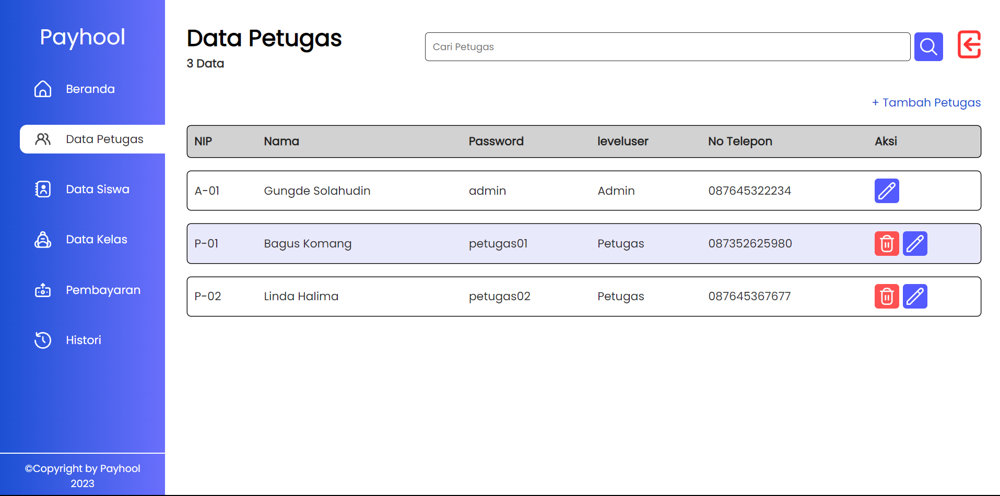 Payhool
Beranda
Data Petugas
Data Siswa
Data Kelas
Pembayaran
Histori
©Copyright by Payhool
2023
Data Petugas
3 Data
Cari Petugas
+ Tambah Petugas
NIP Nama Password leveluser No Telepon Aksi
A-01 Gungde Solahudin admin Admin 087645322234
P-01 Bagus Komang petugas01 Petugas 087352625980
P-02 Linda Halima petugas02 Petugas 087645367677